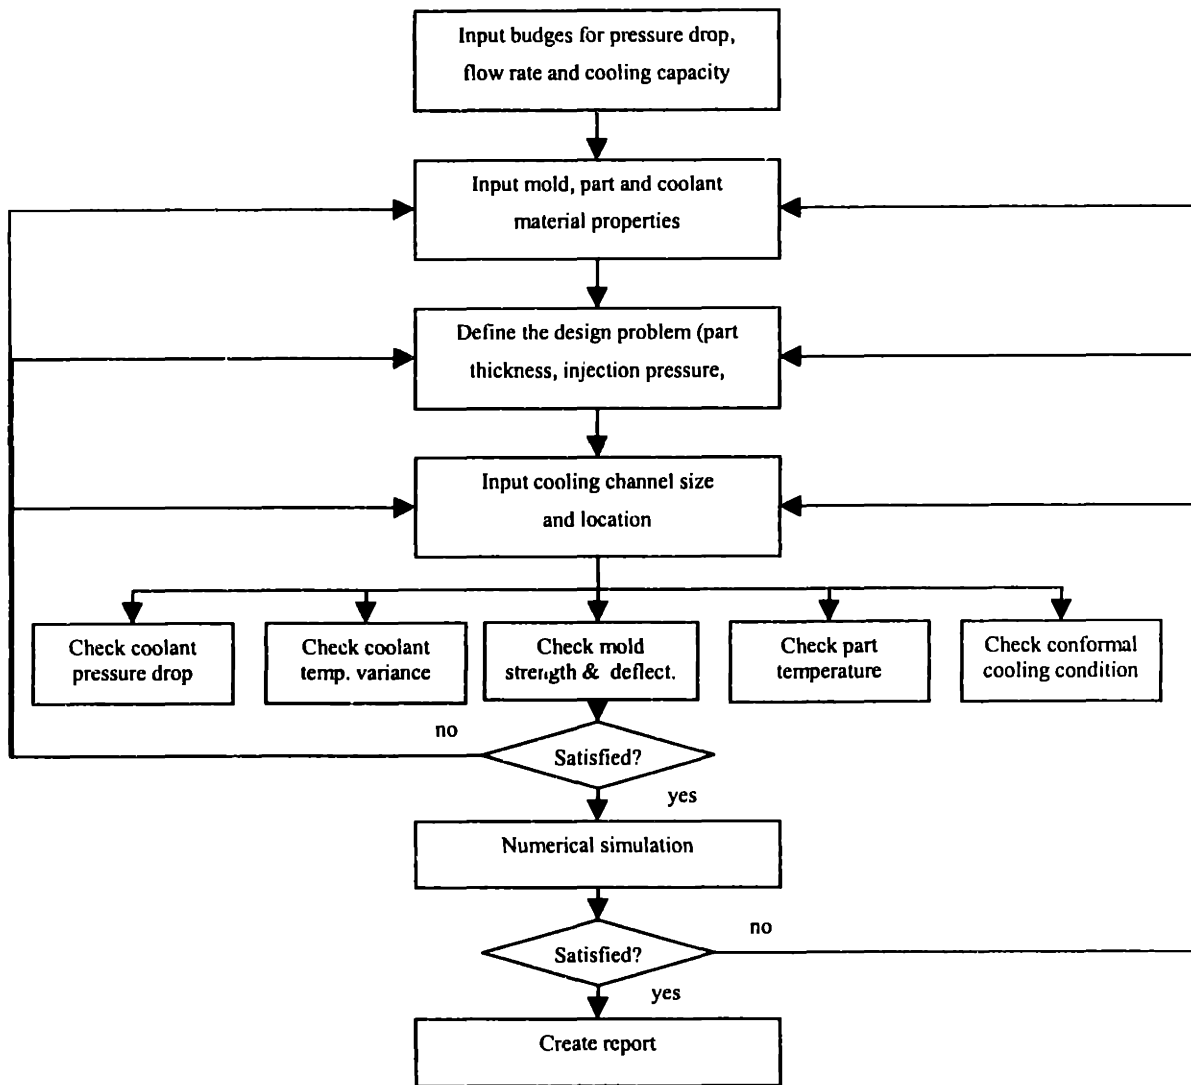 Input budges for pressure drop,
flow rate and cooling capacity
Input mold, part and coolant
material properties
Define the design problem (part
thickness, injection pressure,
Input cooling channel size
and location
Check coolant
pressure drop
Check coolant
temp. variance
Check mold
strength & deflect.
Check part
temperature
Check conformal
cooling condition
no
Satisfied?
yes
Numerical simulation
no
Satisfied?
yes
Create report